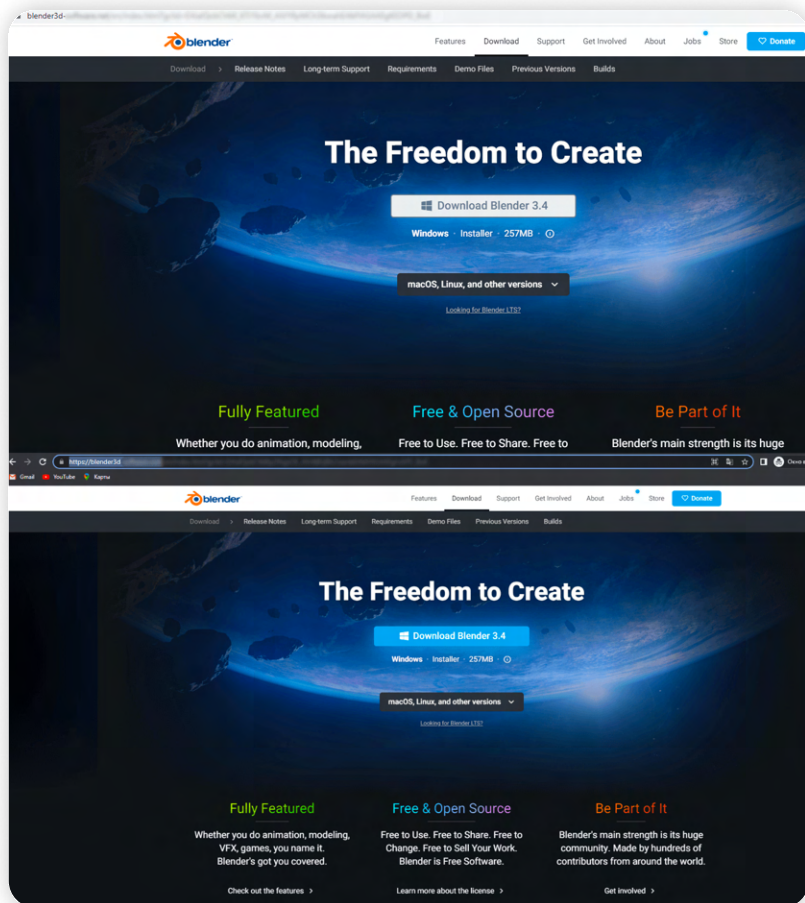 blender3d-
blender
Features Download Support Get Involved About Jobs Store Donate
Download > Release Notes Long-term Support Requirements Demo Files Previous Versions Builds
The Freedom to Create
Download Blender 3.4
Windows · Installer · 257MB ·
macOS, Linux, and other versions
Looking for Blender LTS?
Fully Featured Free & Open Source Be Part of It
Whether you do animation, modeling, Free to Use. Free to Share. Free to Blender's main strength is its huge
https://blender3d
Gmail YouTube Карты
blender
Features Download Support Get Involved About Jobs Store Donate
Download > Release Notes Long-term Support Requirements Demo Files Previous Versions Builds
The Freedom to Create
Download Blender 3.4
Windows · Installer · 257MB ·
macOS, Linux, and other versions
Looking for Blender LTS?
Fully Featured Free & Open Source Be Part of It
Whether you do animation, modeling, Free to Use. Free to Share. Free to Blender's main strength is its huge
VFX, games, you name it. Change. Free to Sell Your Work. community. Made by hundreds of
Blender's got you covered. Blender is Free Software. contributors from around the world.
Check out the features > Learn more about the license > Get involved >